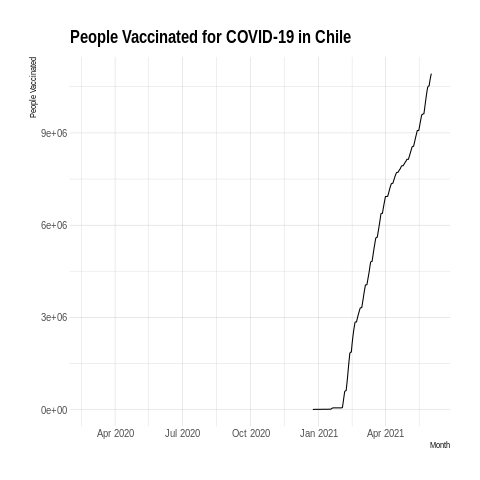 People Vaccinated for COVID-19 in Chile
People Vaccinated
9e+06
6e+06
3e+06
0e+00
Apr 2020 Jul 2020 Oct 2020 Jan 2021 Apr 2021
Month